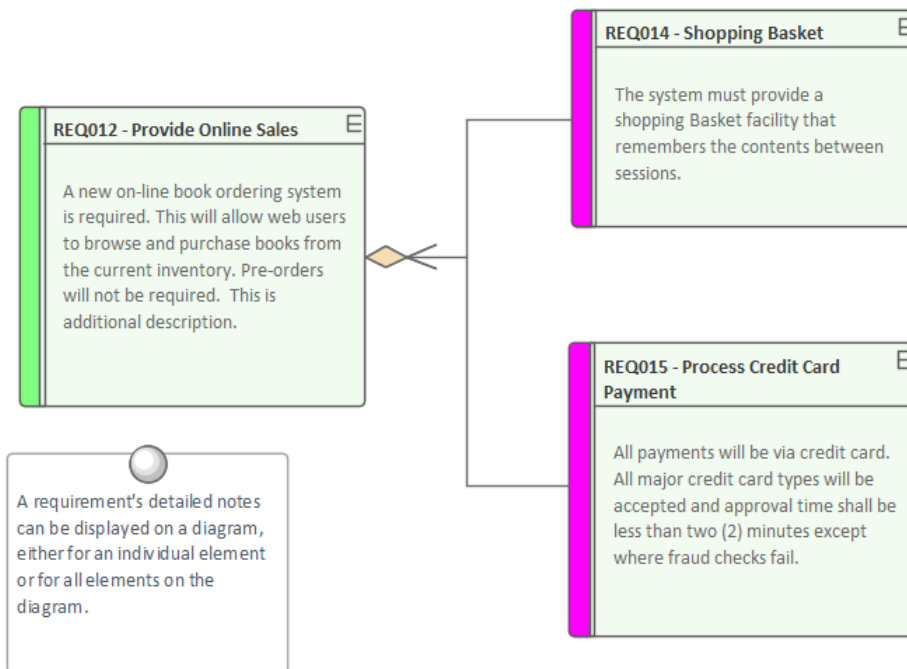 REQ012 - Provide Online Sales
A new on-line book ordering system
is required. This will allow web users
to browse and purchase books from
the current inventory. Pre-orders
will not be required.  This is
additional description.
REQ014 - Shopping Basket
The system must provide a
shopping Basket facility that
remembers the contents between
sessions.
REQ015 - Process Credit Card
Payment
All payments will be via credit card.
All major credit card types will be
accepted and approval time shall be
less than two (2) minutes except
where fraud checks fail.
A requirement's detailed notes
can be displayed on a diagram,
either for an individual element
or for all elements on the
diagram.